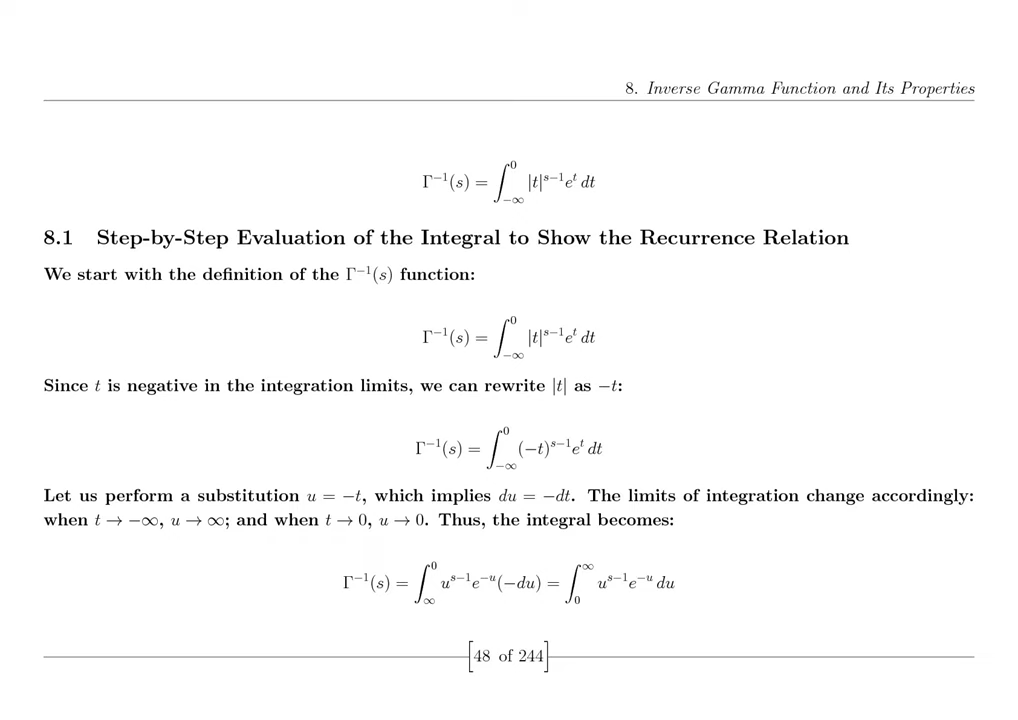 8. Inverse Gamma Function and Its Properties
Γ⁻¹(s) = ∫_{−∞}^{0} |t|^{s−1} e^{t} dt
8.1 Step-by-Step Evaluation of the Integral to Show the Recurrence Relation
We start with the definition of the Γ⁻¹(s) function:
Γ⁻¹(s) = ∫_{−∞}^{0} |t|^{s−1} e^{t} dt
Since t is negative in the integration limits, we can rewrite |t| as −t:
Γ⁻¹(s) = ∫_{−∞}^{0} (−t)^{s−1} e^{t} dt
Let us perform a substitution u = −t, which implies du = −dt. The limits of integration change accordingly:
when t → −∞, u → ∞; and when t → 0, u → 0. Thus, the integral becomes:
Γ⁻¹(s) = ∫_{∞}^{0} u^{s−1} e^{−u} (−du) = ∫_{0}^{∞} u^{s−1} e^{−u} du
[48 of 244]